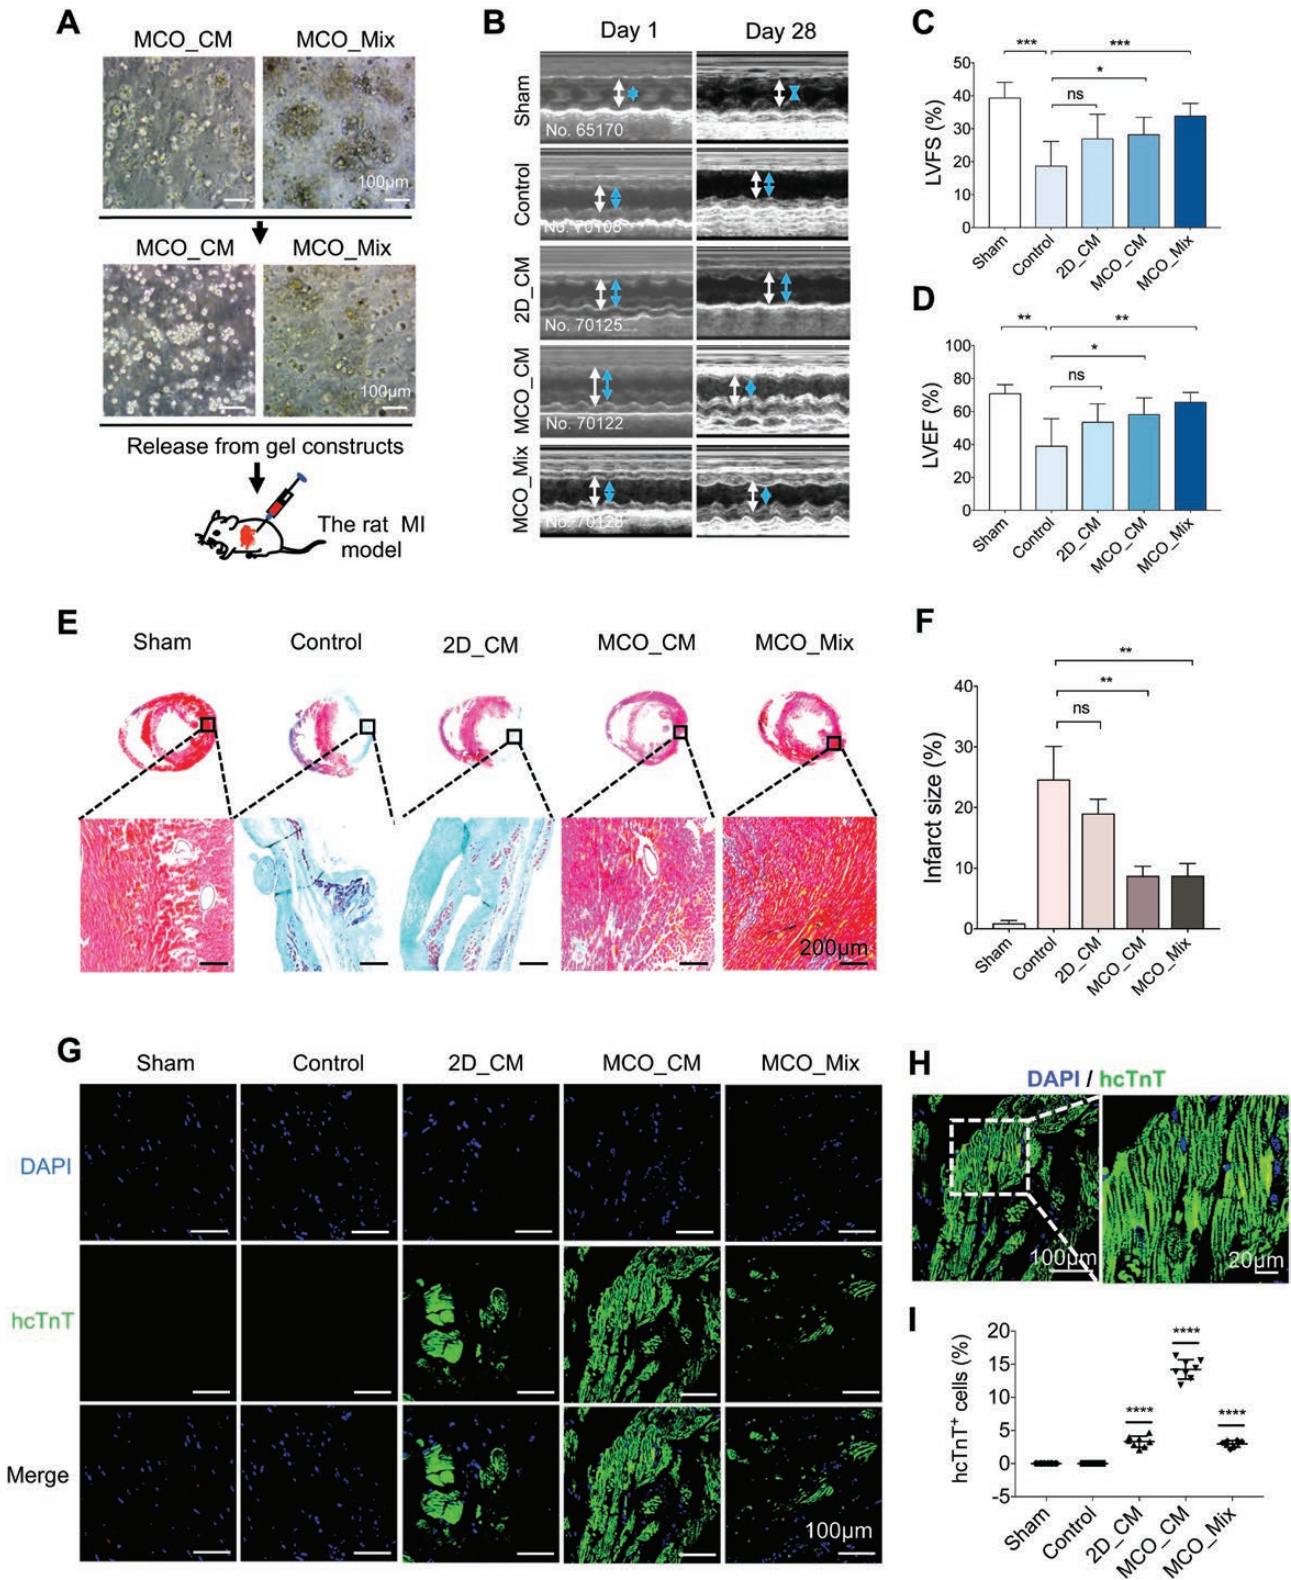 A
MCO_CM MCO_Mix
100µm
MCO_CM MCO_Mix
100µm
Release from gel constructs
The rat MI
model
B
Day 1 Day 28
Sham
No. 65170
Control
No. 70108
2D_CM
No. 70125
MCO_CM
No. 70122
MCO_Mix
No. 70128
C
*** ***
*
ns
LVFS (%)
50
40
30
20
10
0
Sham Control 2D_CM MCO_CM MCO_Mix
D
** **
*
ns
LVEF (%)
100
80
60
40
20
0
Sham Control 2D_CM MCO_CM MCO_Mix
E
Sham Control 2D_CM MCO_CM MCO_Mix
200µm
F
**
**
ns
Infarct size (%)
40
30
20
10
0
Sham Control 2D_CM MCO_CM MCO_Mix
G
Sham Control 2D_CM MCO_CM MCO_Mix
DAPI
hcTnT
Merge
100µm
H
DAPI / hcTnT
100µm 20µm
I
hcTnT⁺ cells (%)
20
15
10
5
0
-5
**** **** ****
Sham Control 2D_CM MCO_CM MCO_Mix